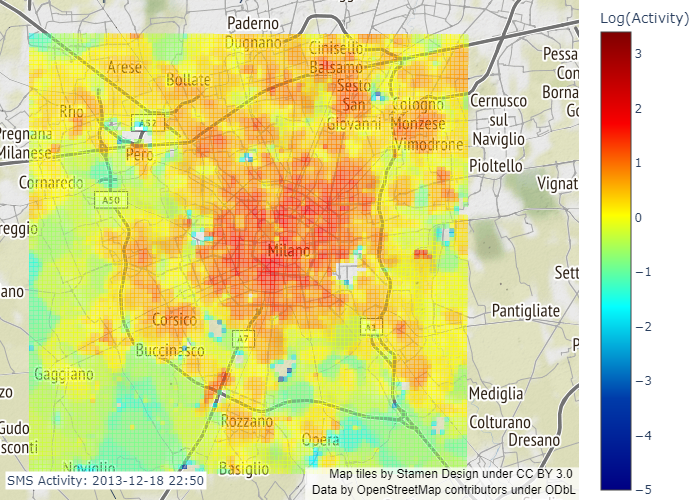 Paderno
Dugnano
Cinisello
Balsamo
Arese
Bollate
Sesto
San
Giovanni
Rho
A52
Cologno
Monzese
Vimodrone
Cernusco
sul
Naviglio
Pessa
Con
Borna
Go
Pregnana
Milanese
Pero
Pioltello
Cornaredo
A50
Vignat
reggio
Milano
Sett
ano
Corsico
A7
A1
Pantigliate
P
Buccinasco
Gaggiano
zo
Mediglia
Rozzano
Colturano
Gudo
sconti
Opera
Dresano
Noviglio
Basiglio
SMS Activity: 2013-12-18 22:50
Map tiles by Stamen Design under CC BY 3.0
Data by OpenStreetMap contributors under ODbL
Log(Activity)
3
2
1
0
−1
−2
−3
−4
−5